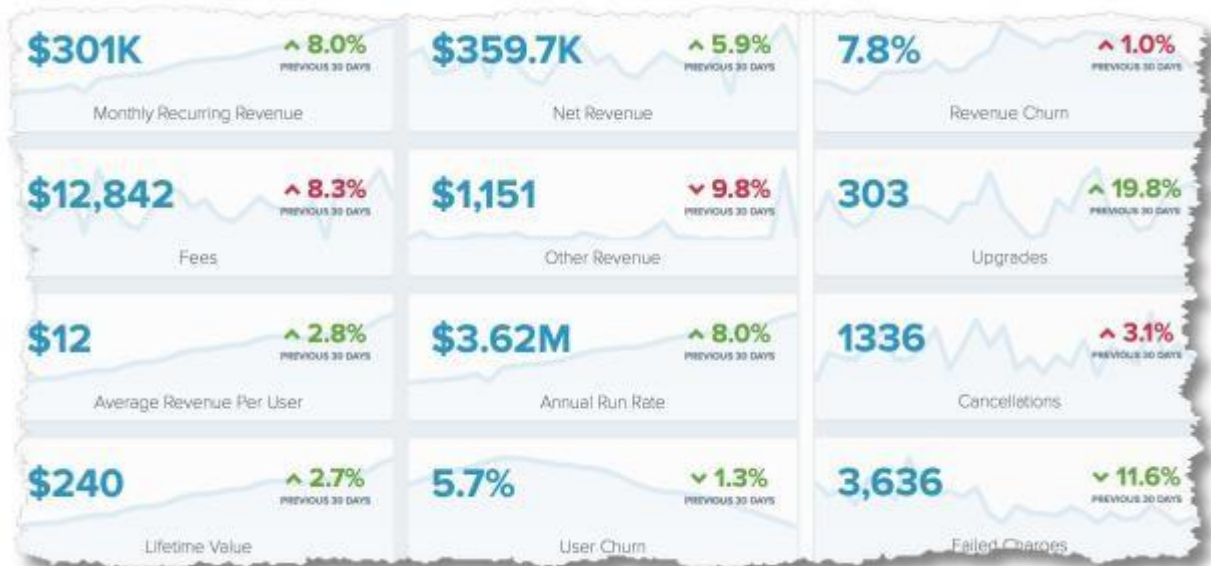 $301K
^ 8.0%
PREVIOUS 30 DAYS
Monthly Recurring Revenue
$359.7K
^ 5.9%
PREVIOUS 30 DAYS
Net Revenue
7.8%
^ 1.0%
PREVIOUS 30 DAYS
Revenue Churn
$12,842
^ 8.3%
PREVIOUS 30 DAYS
Fees
$1,151
v 9.8%
PREVIOUS 30 DAYS
Other Revenue
303
^ 19.8%
PREVIOUS 30 DAYS
Upgrades
$12
^ 2.8%
PREVIOUS 30 DAYS
Average Revenue Per User
$3.62M
^ 8.0%
PREVIOUS 30 DAYS
Annual Run Rate
1336
^ 3.1%
PREVIOUS 30 DAYS
Cancellations
$240
^ 2.7%
PREVIOUS 30 DAYS
Lifetime Value
5.7%
v 1.3%
PREVIOUS 30 DAYS
User Churn
3,636
v 11.6%
PREVIOUS 30 DAYS
Failed Charges